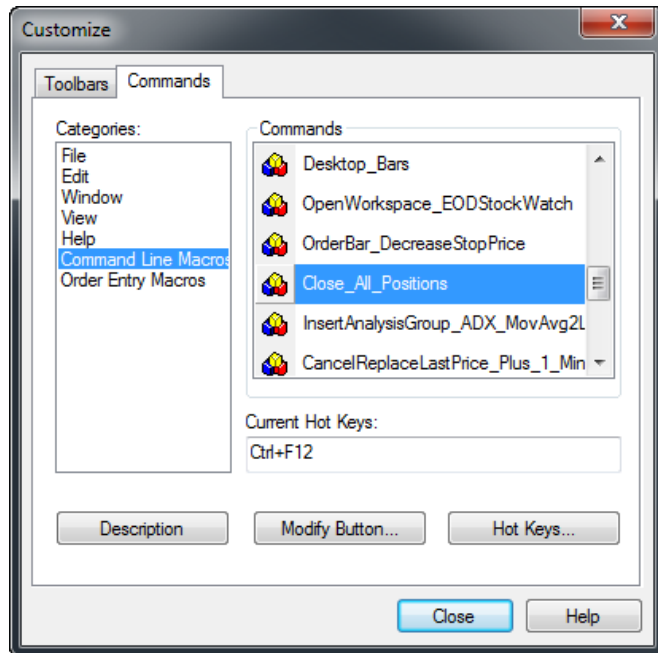 Customize
Toolbars
Commands
Categories:
File
Edit
Window
View
Help
Command Line Macros
Order Entry Macros
Commands
Desktop_Bars
OpenWorkspace_EODStockWatch
OrderBar_DecreaseStopPrice
Close_All_Positions
InsertAnalysisGroup_ADX_MovAvg2L
CancelReplaceLastPrice_Plus_1_Min
Current Hot Keys:
Ctrl+F12
Description
Modify Button...
Hot Keys...
Close
Help